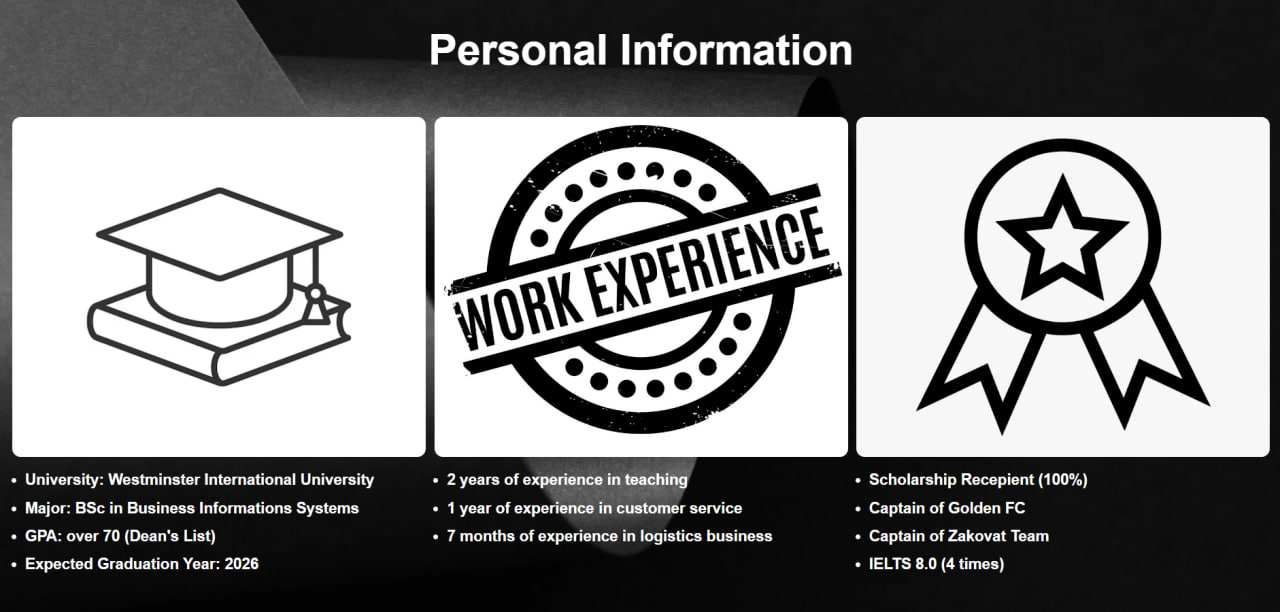 Personal Information
WORK EXPERIENCE
• University: Westminster International University
• Major: BSc in Business Informations Systems
• GPA: over 70 (Dean's List)
• Expected Graduation Year: 2026
• 2 years of experience in teaching
• 1 year of experience in customer service
• 7 months of experience in logistics business
• Scholarship Recepient (100%)
• Captain of Golden FC
• Captain of Zakovat Team
• IELTS 8.0 (4 times)